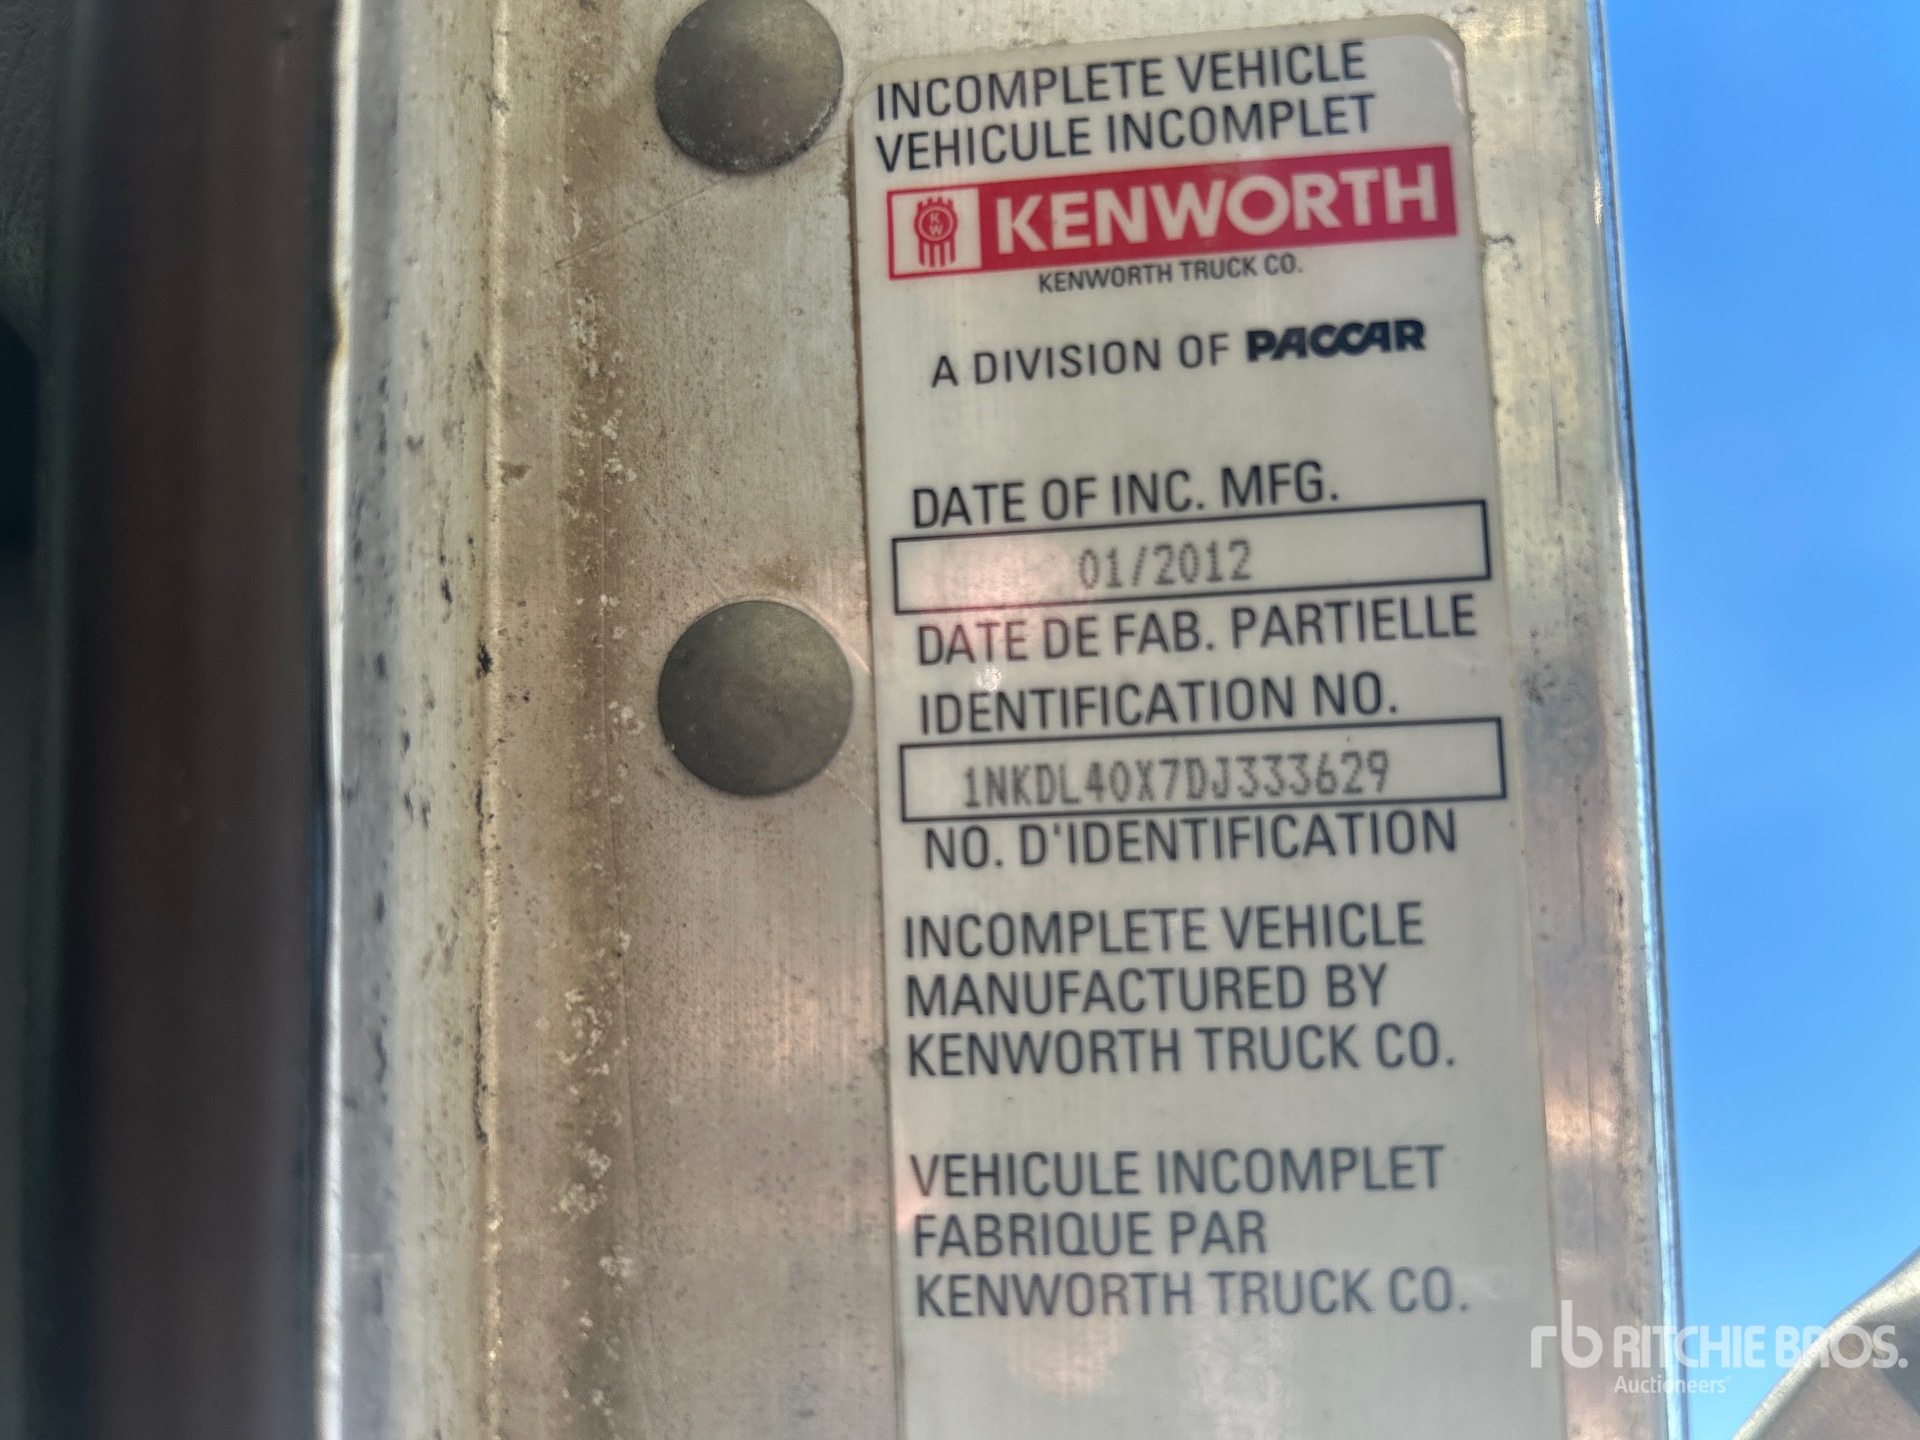 INCOMPLETE VEHICLE
VEHICULE INCOMPLET
KW KENWORTH
KENWORTH TRUCK CO.
A DIVISION OF PACCAR
DATE OF INC. MFG.
01/2012
DATE DE FAB. PARTIELLE
IDENTIFICATION NO.
1NKDL40X7DJ333629
NO. D'IDENTIFICATION
INCOMPLETE VEHICLE
MANUFACTURED BY
KENWORTH TRUCK CO.
VEHICULE INCOMPLET
FABRIQUE PAR
KENWORTH TRUCK CO.
rb RITCHIE BROS.
Auctioneers